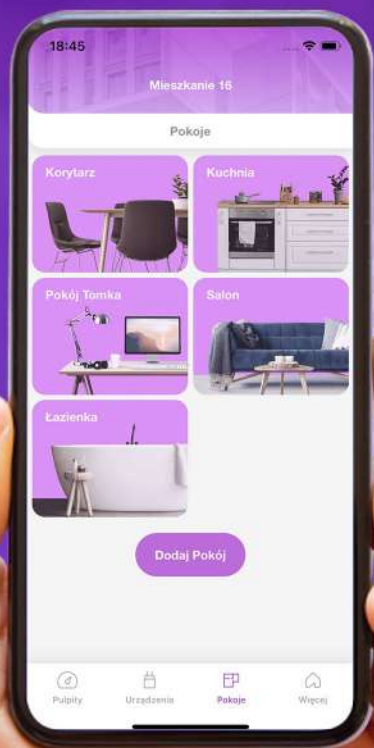 18:45
Mieszkanie 16
Pokoje
Korytarz
Kuchnia
Pokój Tomka
Salon
Łazienka
Dodaj Pokój
Pulpity
Urządzenia
Pokoje
Więcej